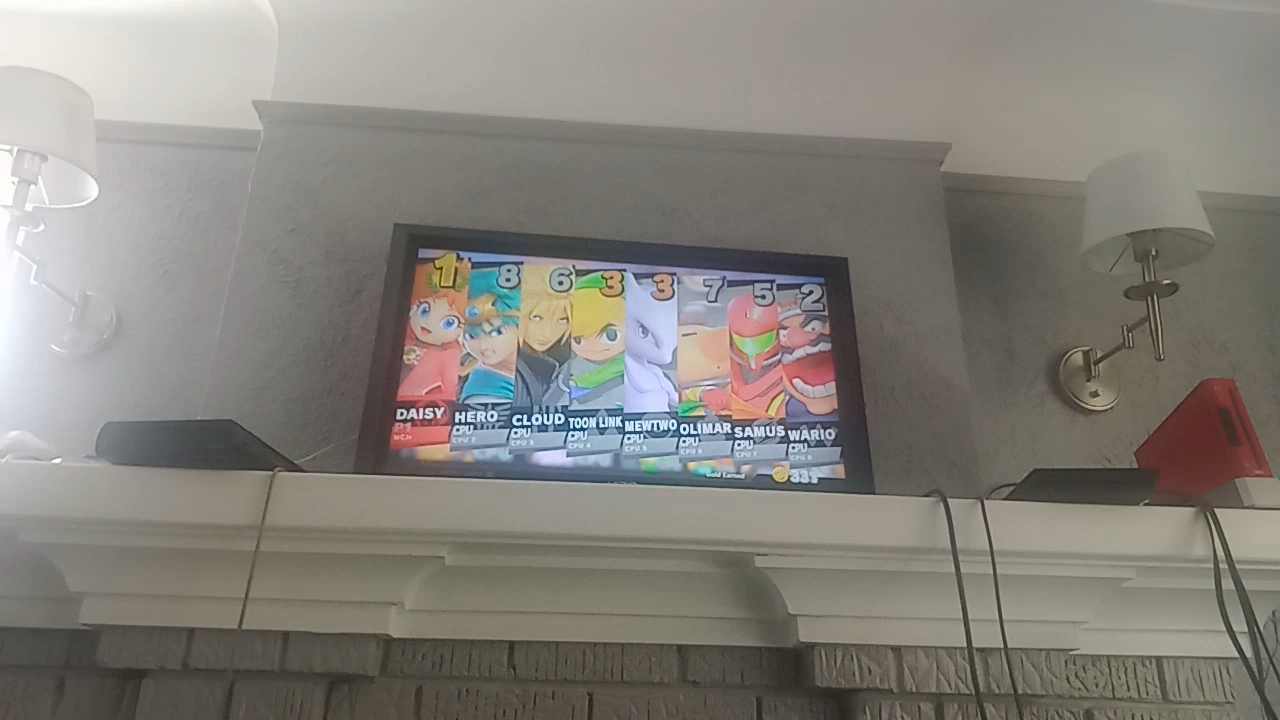 1 8 6 3 3 7 5 2
DAISY HERO CLOUD TOON LINK MEWTWO OLIMAR SAMUS WARIO
P1 CPU CPU CPU CPU CPU CPU CPU
CPU 2 CPU 3 CPU 4 CPU 5 CPU 6 CPU 7 CPU 8
Gold Earned